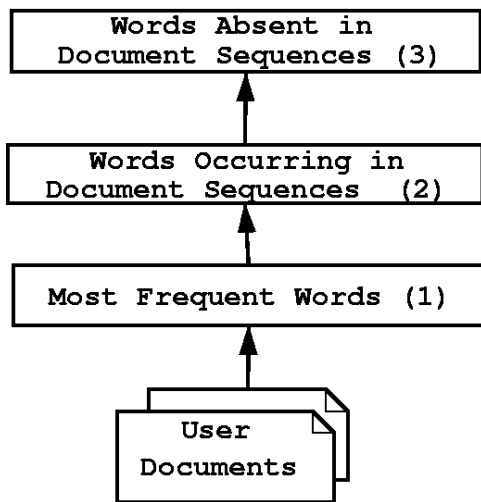 Words Absent in
Document Sequences (3)
Words Occurring in
Document Sequences (2)
Most Frequent Words (1)
User
Documents